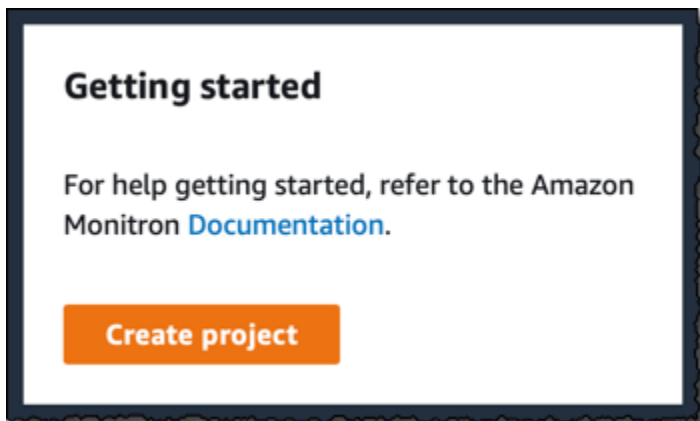 Getting started
For help getting started, refer to the Amazon
Monitron Documentation.
Create project